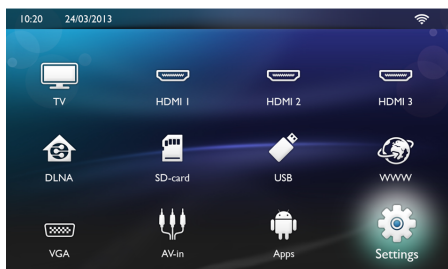 10:20 24/03/2013
TV HDMI 1 HDMI 2 HDMI 3
DLNA SD-card USB WWW
VGA AV-in Apps Settings